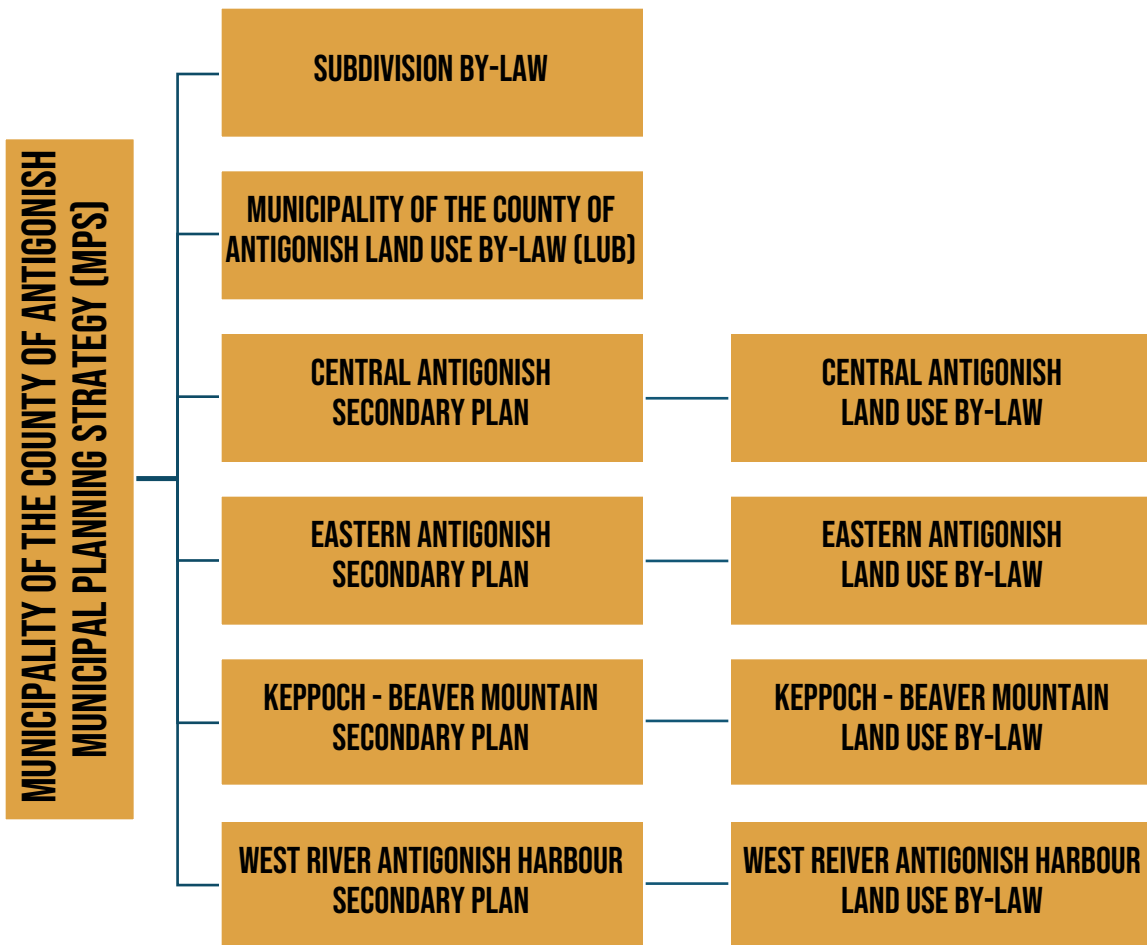 MUNICIPALITY OF THE COUNTY OF ANTIGONISH
MUNICIPAL PLANNING STRATEGY (MPS)
SUBDIVISION BY-LAW
MUNICIPALITY OF THE COUNTY OF
ANTIGONISH LAND USE BY-LAW (LUB)
CENTRAL ANTIGONISH
SECONDARY PLAN
CENTRAL ANTIGONISH
LAND USE BY-LAW
EASTERN ANTIGONISH
SECONDARY PLAN
EASTERN ANTIGONISH
LAND USE BY-LAW
KEPPOCH - BEAVER MOUNTAIN
SECONDARY PLAN
KEPPOCH - BEAVER MOUNTAIN
LAND USE BY-LAW
WEST RIVER ANTIGONISH HARBOUR
SECONDARY PLAN
WEST REIVER ANTIGONISH HARBOUR
LAND USE BY-LAW